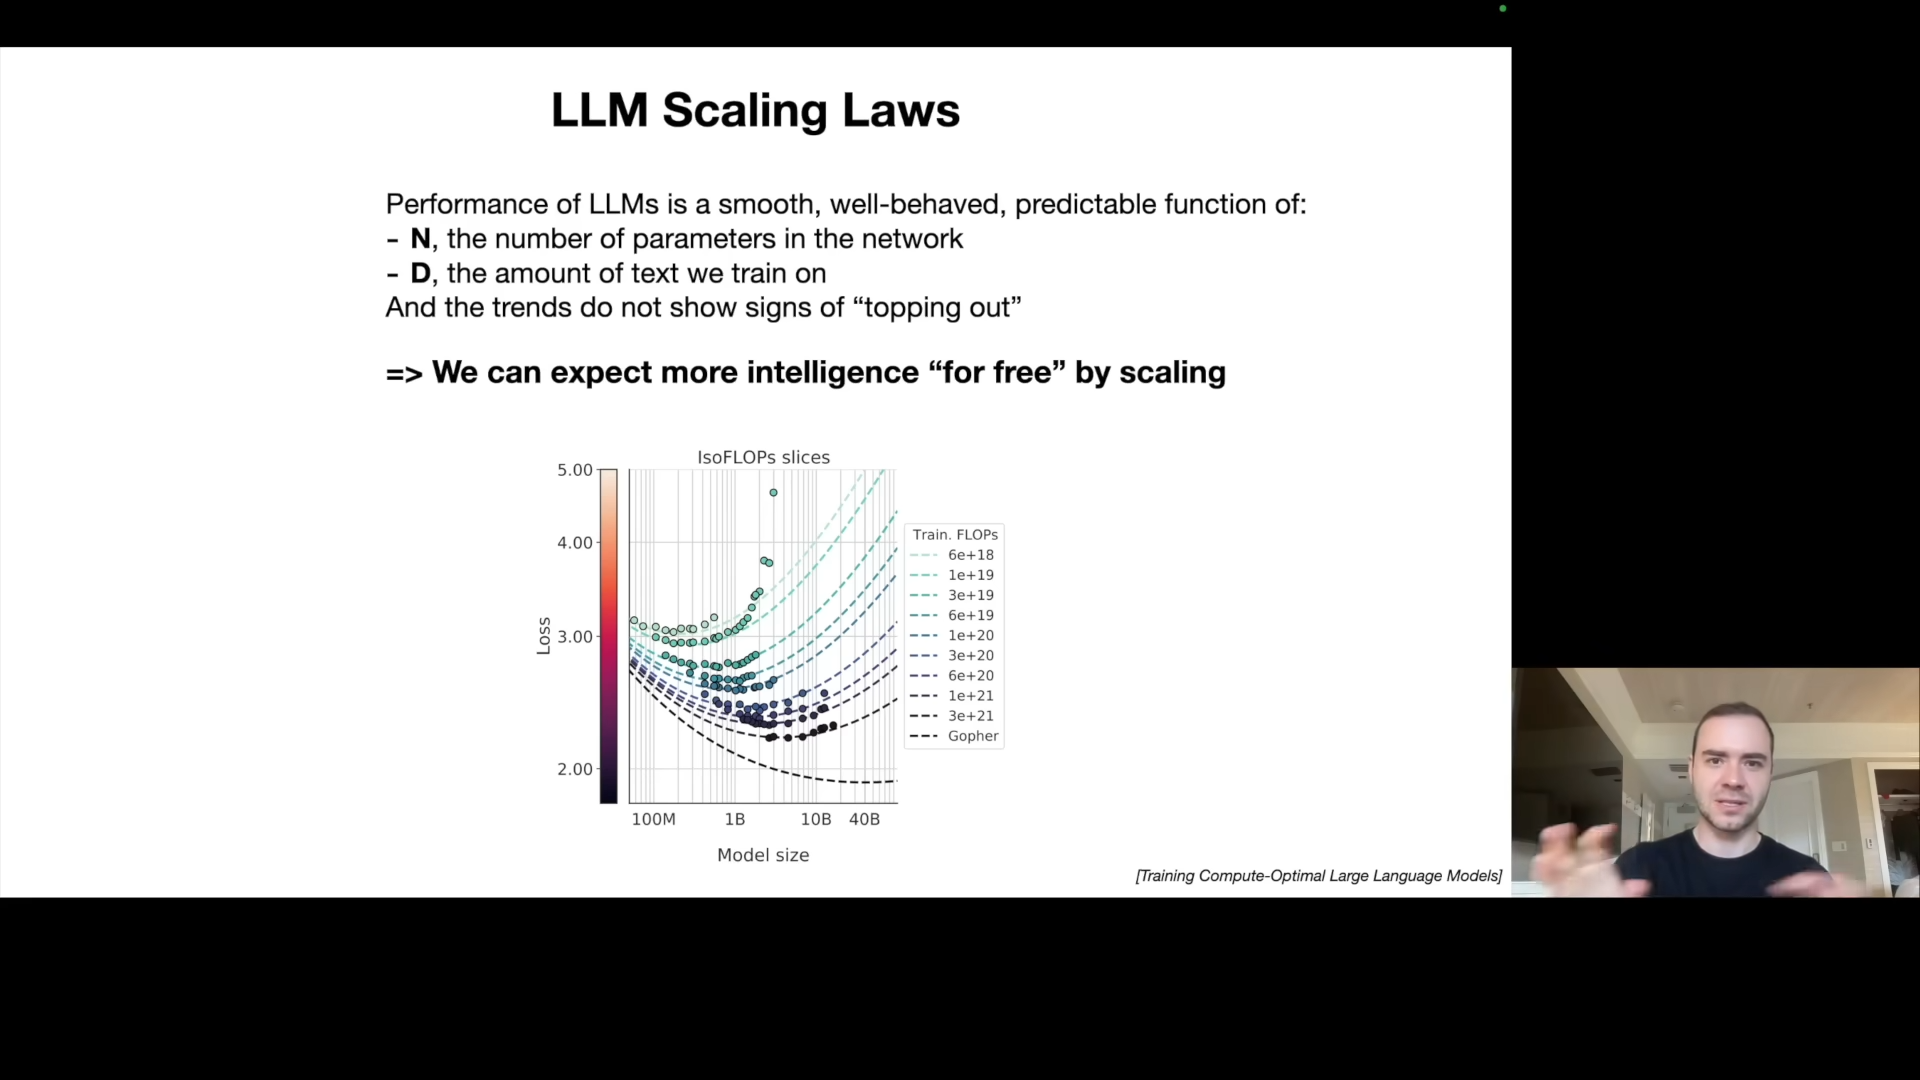 LLM Scaling Laws
Performance of LLMs is a smooth, well-behaved, predictable function of:
- N, the number of parameters in the network
- D, the amount of text we train on
And the trends do not show signs of “topping out”
=> We can expect more intelligence “for free” by scaling
IsoFLOPs slices
5.00
4.00
3.00
2.00
Loss
100M 1B 10B 40B
Model size
Train. FLOPs
6e+18
1e+19
3e+19
6e+19
1e+20
3e+20
6e+20
1e+21
3e+21
Gopher
[Training Compute-Optimal Large Language Models]